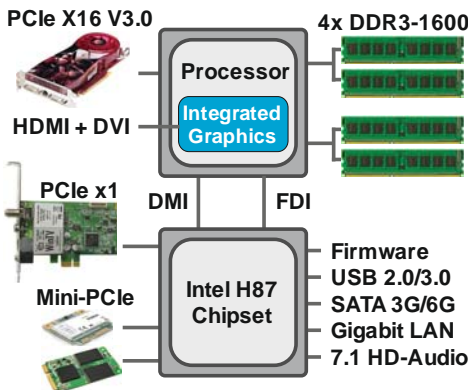 PCIe X16 V3.0
4x DDR3-1600
Processor
Integrated
Graphics
HDMI + DVI
PCIe x1
DMI
FDI
WinTV
Mini-PCIe
Intel H87
Chipset
Firmware
USB 2.0/3.0
SATA 3G/6G
Gigabit LAN
7.1 HD-Audio